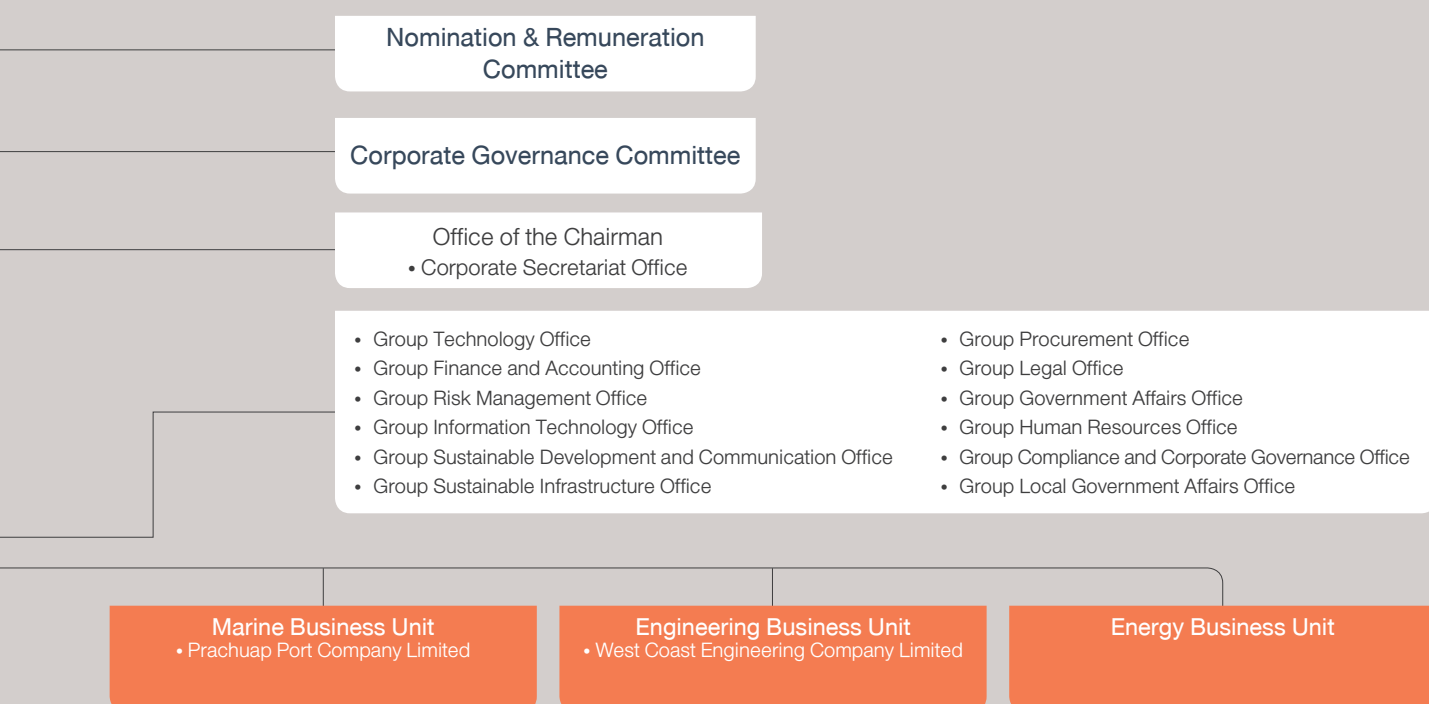 Nomination & Remuneration
Committee
Corporate Governance Committee
Office of the Chairman
• Corporate Secretariat Office
• Group Technology Office
• Group Finance and Accounting Office
• Group Risk Management Office
• Group Information Technology Office
• Group Sustainable Development and Communication Office
• Group Sustainable Infrastructure Office
• Group Procurement Office
• Group Legal Office
• Group Government Affairs Office
• Group Human Resources Office
• Group Compliance and Corporate Governance Office
• Group Local Government Affairs Office
Marine Business Unit
• Prachuap Port Company Limited
Engineering Business Unit
• West Coast Engineering Company Limited
Energy Business Unit